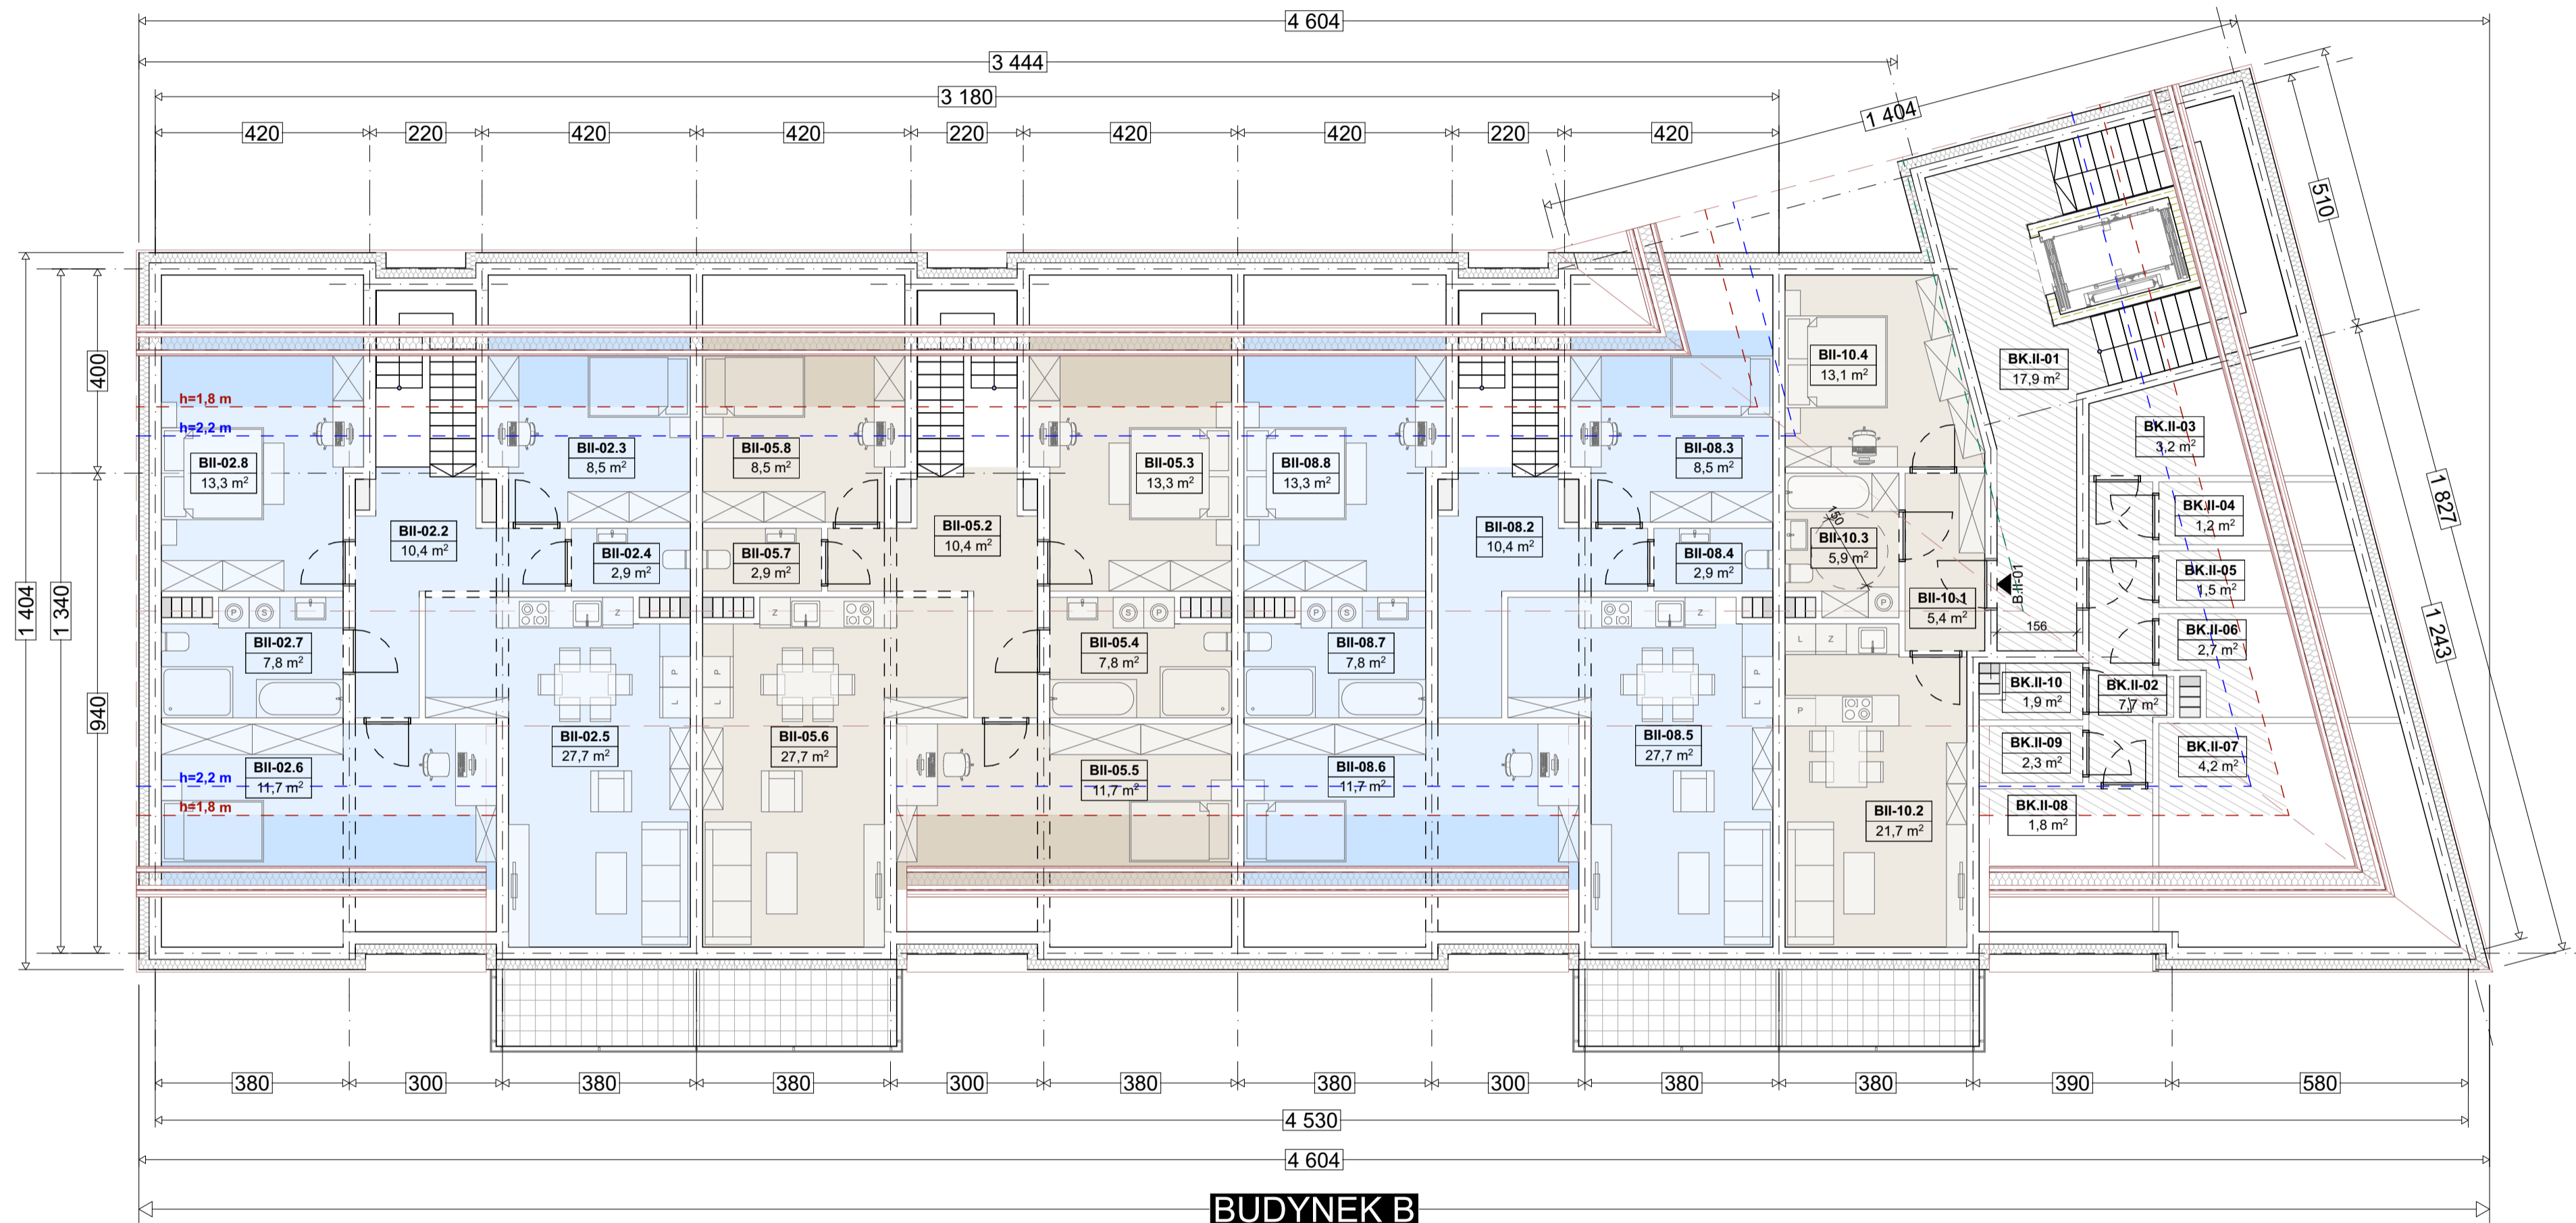 4 604
3 444
3 180
420
220
420
420
220
420
420
220
420
1 404
510
1 827
1 243
1 404
1 340
400
940
h=1,8 m
h=2,2 m
BII-02.8
13,3 m²
BII-02.2
10,4 m²
BII-02.3
8,5 m²
BII-02.4
2,9 m²
BII-05.8
8,5 m²
BII-05.7
2,9 m²
BII-05.2
10,4 m²
BII-05.3
13,3 m²
BII-08.8
13,3 m²
BII-08.2
10,4 m²
BII-08.3
8,5 m²
BII-08.4
2,9 m²
BII-10.4
13,1 m²
150
BII-10.3
5,9 m²
BII-10.1
5,4 m²
B.II-01
156
BK.II-01
17,9 m²
BK.II-03
3,2 m²
BK.II-04
1,2 m²
BK.II-05
1,5 m²
BK.II-06
2,7 m²
BK.II-10
1,9 m²
BK.II-02
7,7 m²
BK.II-09
2,3 m²
BK.II-07
4,2 m²
BK.II-08
1,8 m²
P
S
Z
Z
S
P
P
S
Z
P
L
Z
BII-02.7
7,8 m²
P
L
P
L
BII-05.4
7,8 m²
BII-08.7
7,8 m²
P
L
P
BII-02.5
27,7 m²
BII-05.6
27,7 m²
BII-08.5
27,7 m²
h=2,2 m
h=1,8 m
BII-02.6
11,7 m²
BII-05.5
11,7 m²
BII-08.6
11,7 m²
BII-10.2
21,7 m²
380
300
380
380
300
380
380
300
380
380
390
580
4 530
4 604
BUDYNEK B